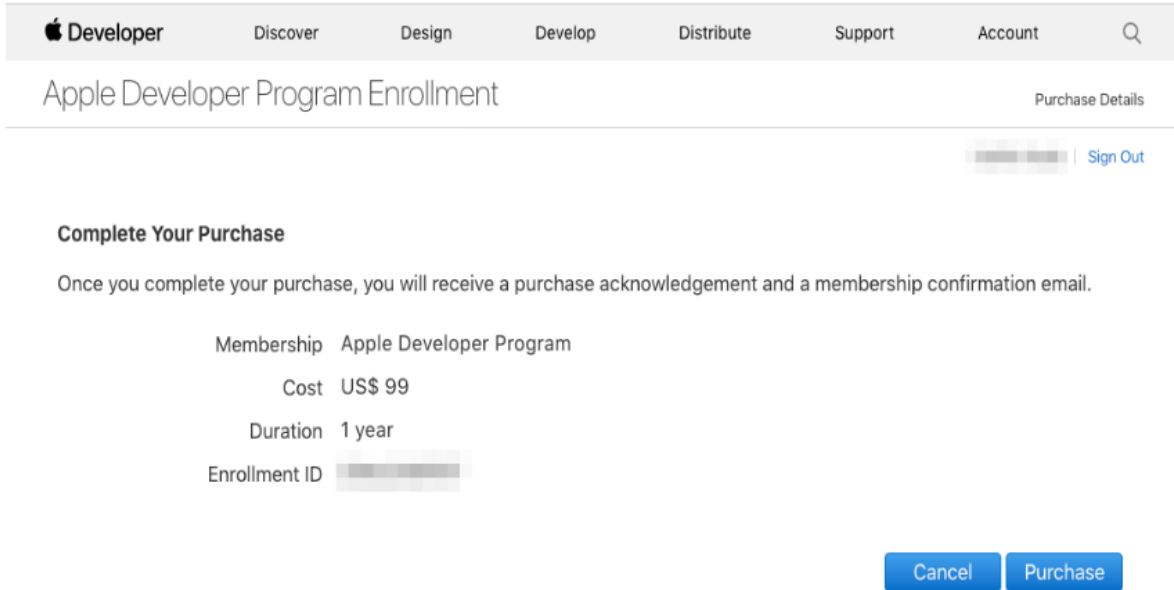 Developer Discover Design Develop Distribute Support Account
Apple Developer Program Enrollment Purchase Details
Sign Out
Complete Your Purchase
Once you complete your purchase, you will receive a purchase acknowledgement and a membership confirmation email.
Membership Apple Developer Program
Cost US$ 99
Duration 1 year
Enrollment ID
Cancel Purchase